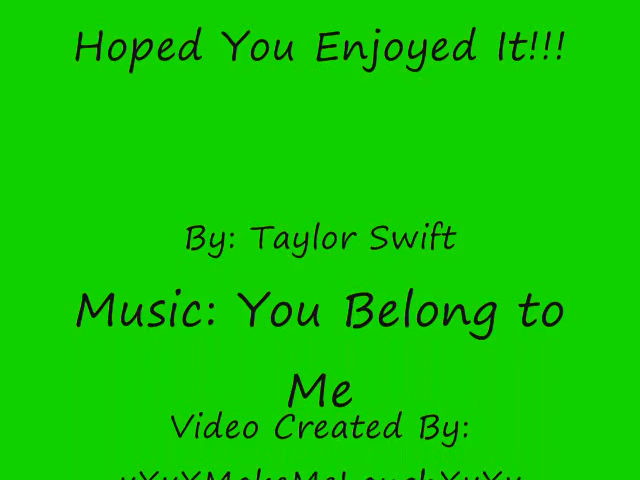 Hoped You Enjoyed It!!!
By: Taylor Swift
Music: You Belong to
Me
Video Created By: